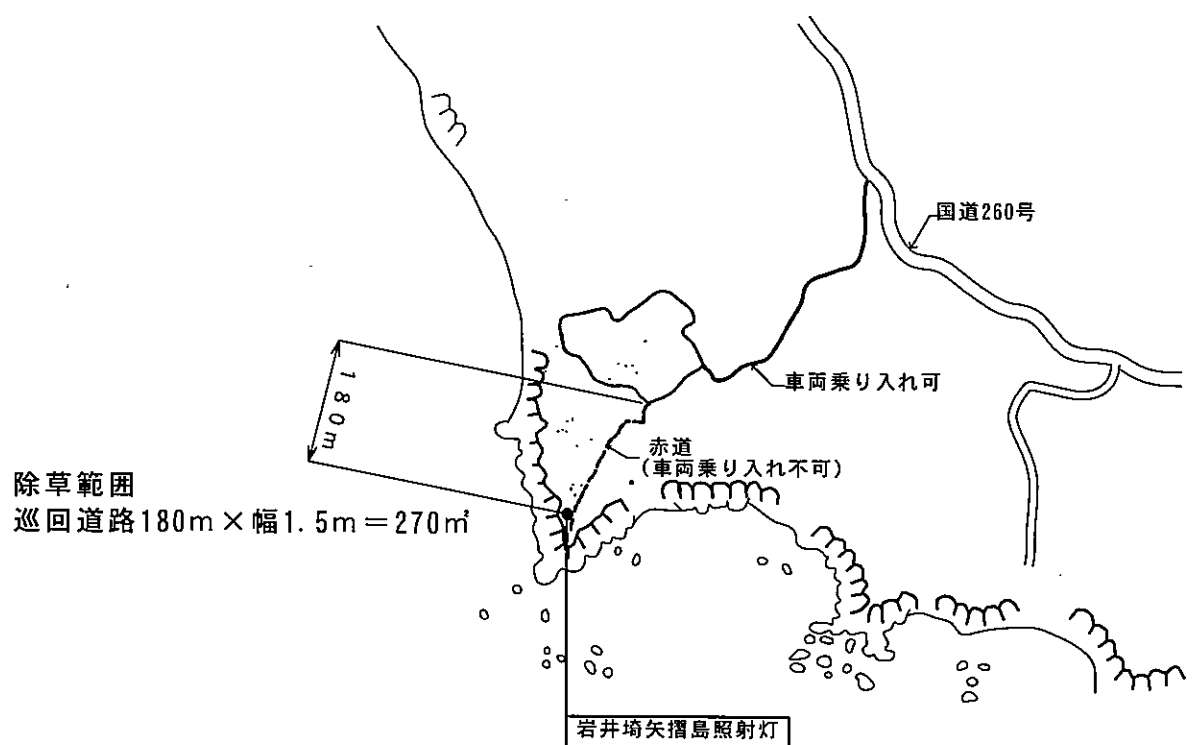 国道260号
車両乗り入れ可
180m
赤道
(車両乗り入れ不可)
除草範囲
巡回道路180m×幅1.5m=270㎡
岩井埼矢摺島照射灯